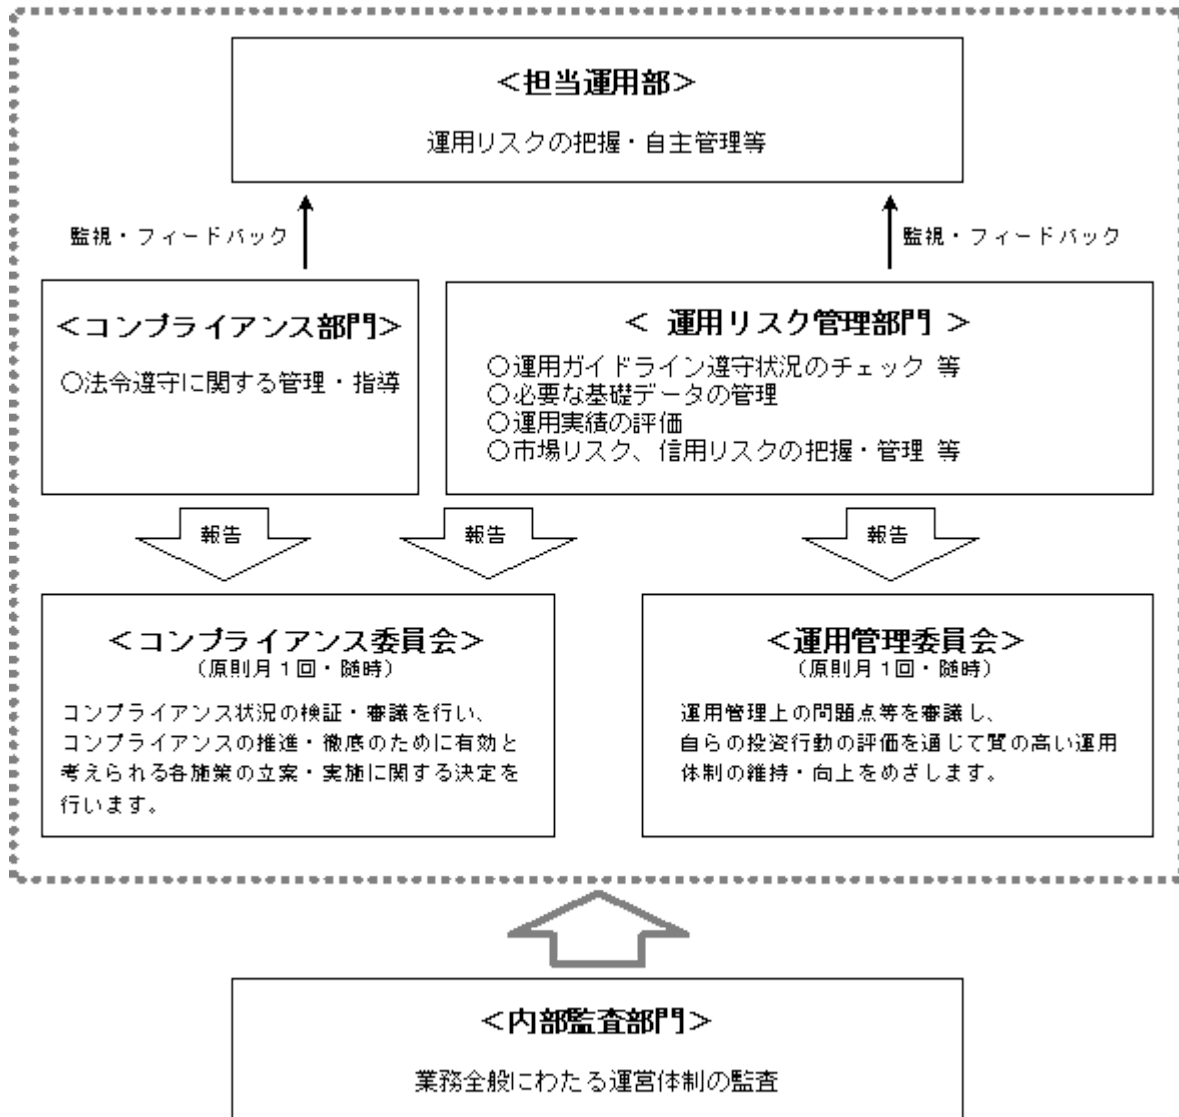 ＜担当運用部＞
運用リスクの把握・自主管理等
監視・フィードバック
監視・フィードバック
＜コンプライアンス部門＞
○法令遵守に関する管理・指導
＜ 運用リスク管理部門 ＞
○運用ガイドライン遵守状況のチェック 等
○必要な基礎データの管理
○運用実績の評価
○市場リスク、信用リスクの把握・管理 等
報告
報告
報告
＜コンプライアンス委員会＞
（原則月１回・随時）
コンプライアンス状況の検証・審議を行い、
コンプライアンスの推進・徹底のために有効と
考えられる各施策の立案・実施に関する決定を
行います。
＜運用管理委員会＞
（原則月１回・随時）
運用管理上の問題点等を審議し、
自らの投資行動の評価を通じて質の高い運用
体制の維持・向上をめざします。
＜内部監査部門＞
業務全般にわたる運営体制の監査